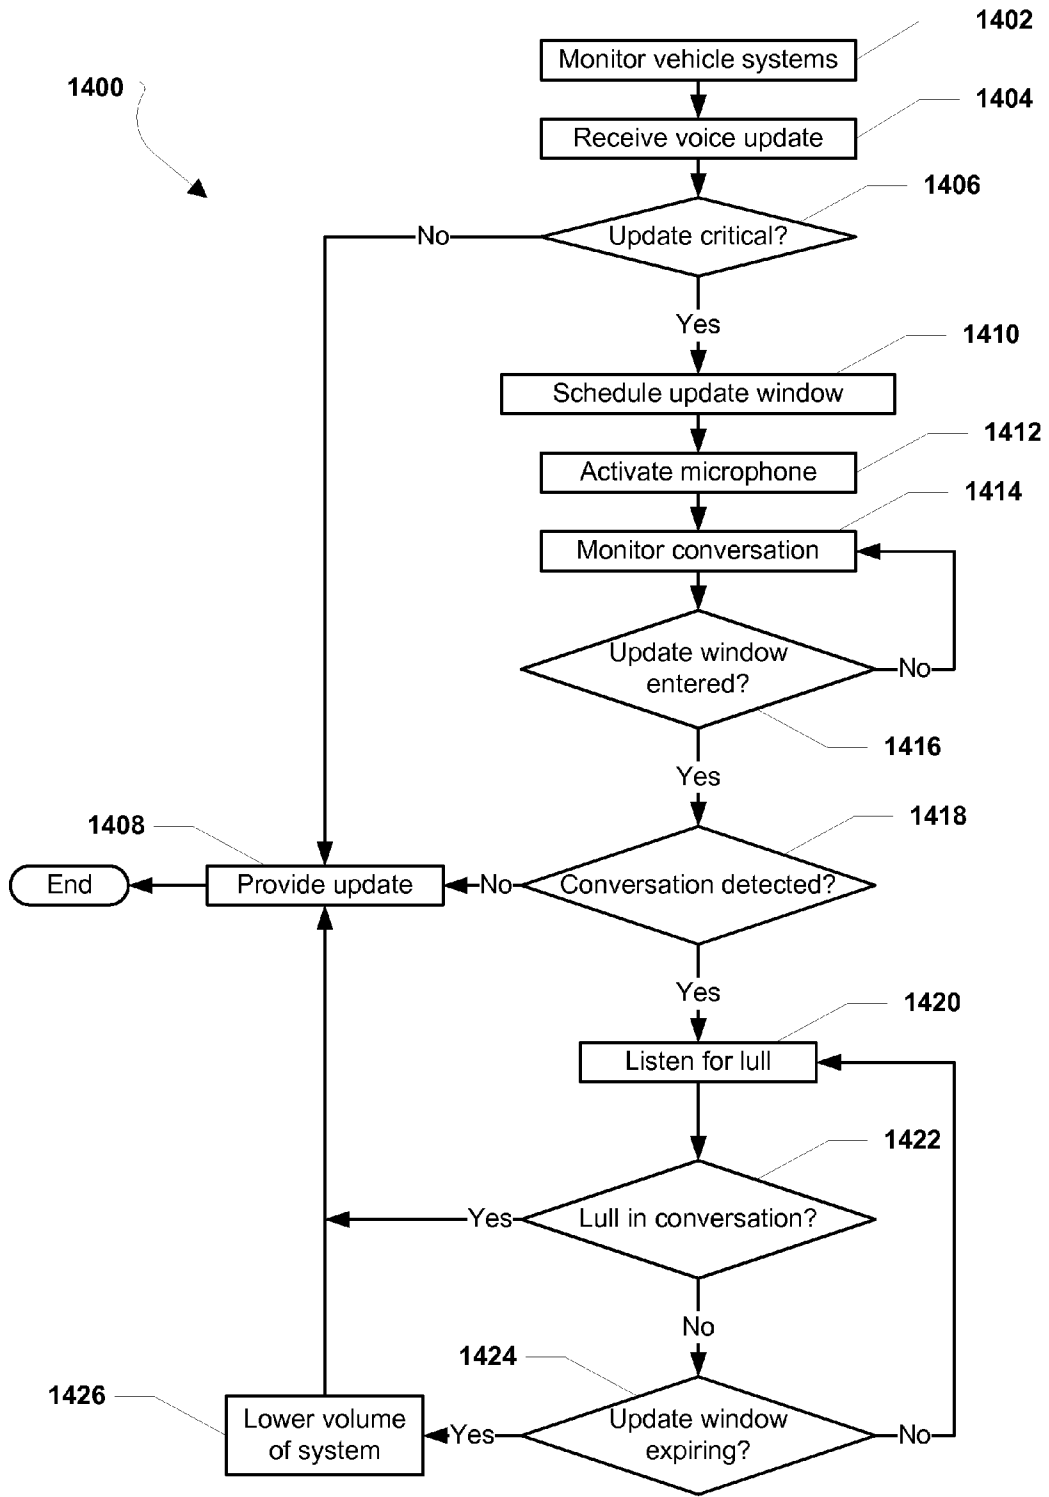 1402
Monitor vehicle systems
1400
1404
Receive voice update
1406
Update critical?
No
Yes
1410
Schedule update window
1412
Activate microphone
1414
Monitor conversation
Update window
entered?
No
1416
Yes
1408
1418
End
Provide update
No
Conversation detected?
Yes
1420
Listen for lull
1422
Yes
Lull in conversation?
No
1424
1426
Lower volume
of system
Yes
Update window
expiring?
No